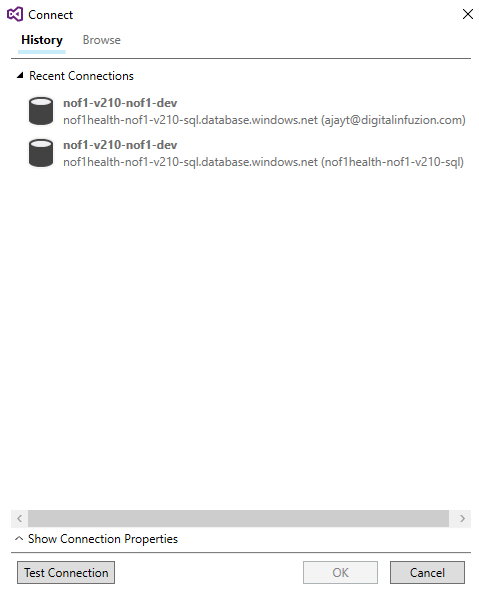 Connect
History Browse
Recent Connections
nof1-v210-nof1-dev
nof1health-nof1-v210-sql.database.windows.net (ajayt@digitalinfuzion.com)
nof1-v210-nof1-dev
nof1health-nof1-v210-sql.database.windows.net (nof1health-nof1-v210-sql)
Show Connection Properties
Test Connection OK Cancel